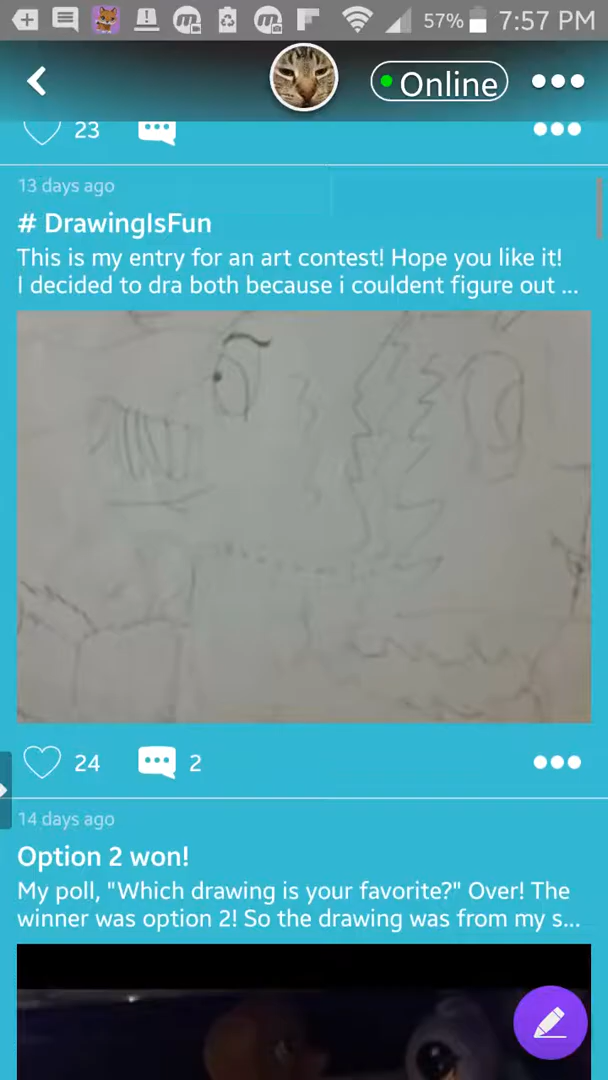 57% 7:57 PM
Online
23
13 days ago
# DrawingIsFun
This is my entry for an art contest! Hope you like it!
I decided to dra both because i couldent figure out ...
24
2
14 days ago
Option 2 won!
My poll, "Which drawing is your favorite?" Over! The
winner was option 2! So the drawing was from my s...